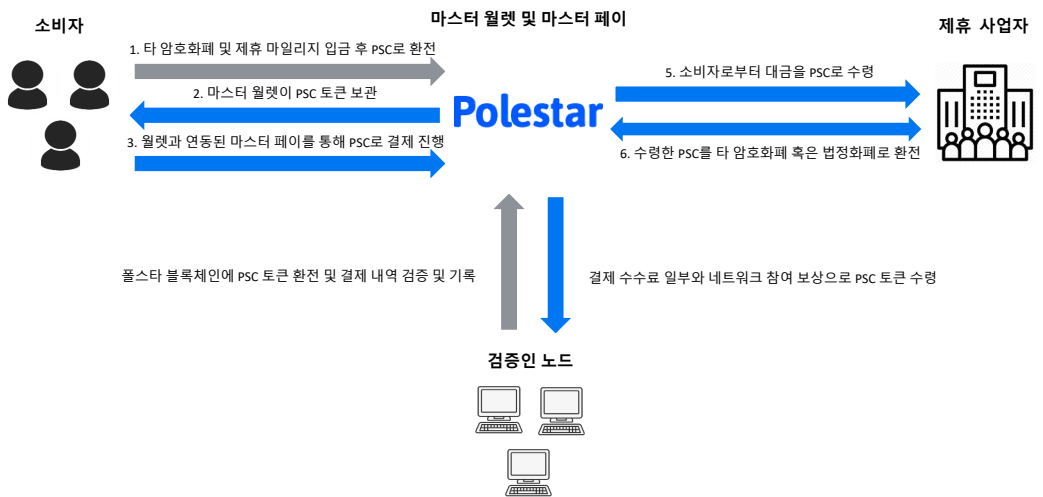 소비자
마스터 월렛 및 마스터 페이
제휴 사업자
1. 타 암호화폐 및 제휴 마일리지 입금 후 PSC로 환전
2. 마스터 월렛이 PSC 토큰 보관
3. 월렛과 연동된 마스터 페이를 통해 PSC로 결제 진행
Polestar
5. 소비자로부터 대금을 PSC로 수령
6. 수령한 PSC를 타 암호화폐 혹은 법정화폐로 환전
폴스타 블록체인에 PSC 토큰 환전 및 결제 내역 검증 및 기록
결제 수수료 일부와 네트워크 참여 보상으로 PSC 토큰 수령
검증인 노드